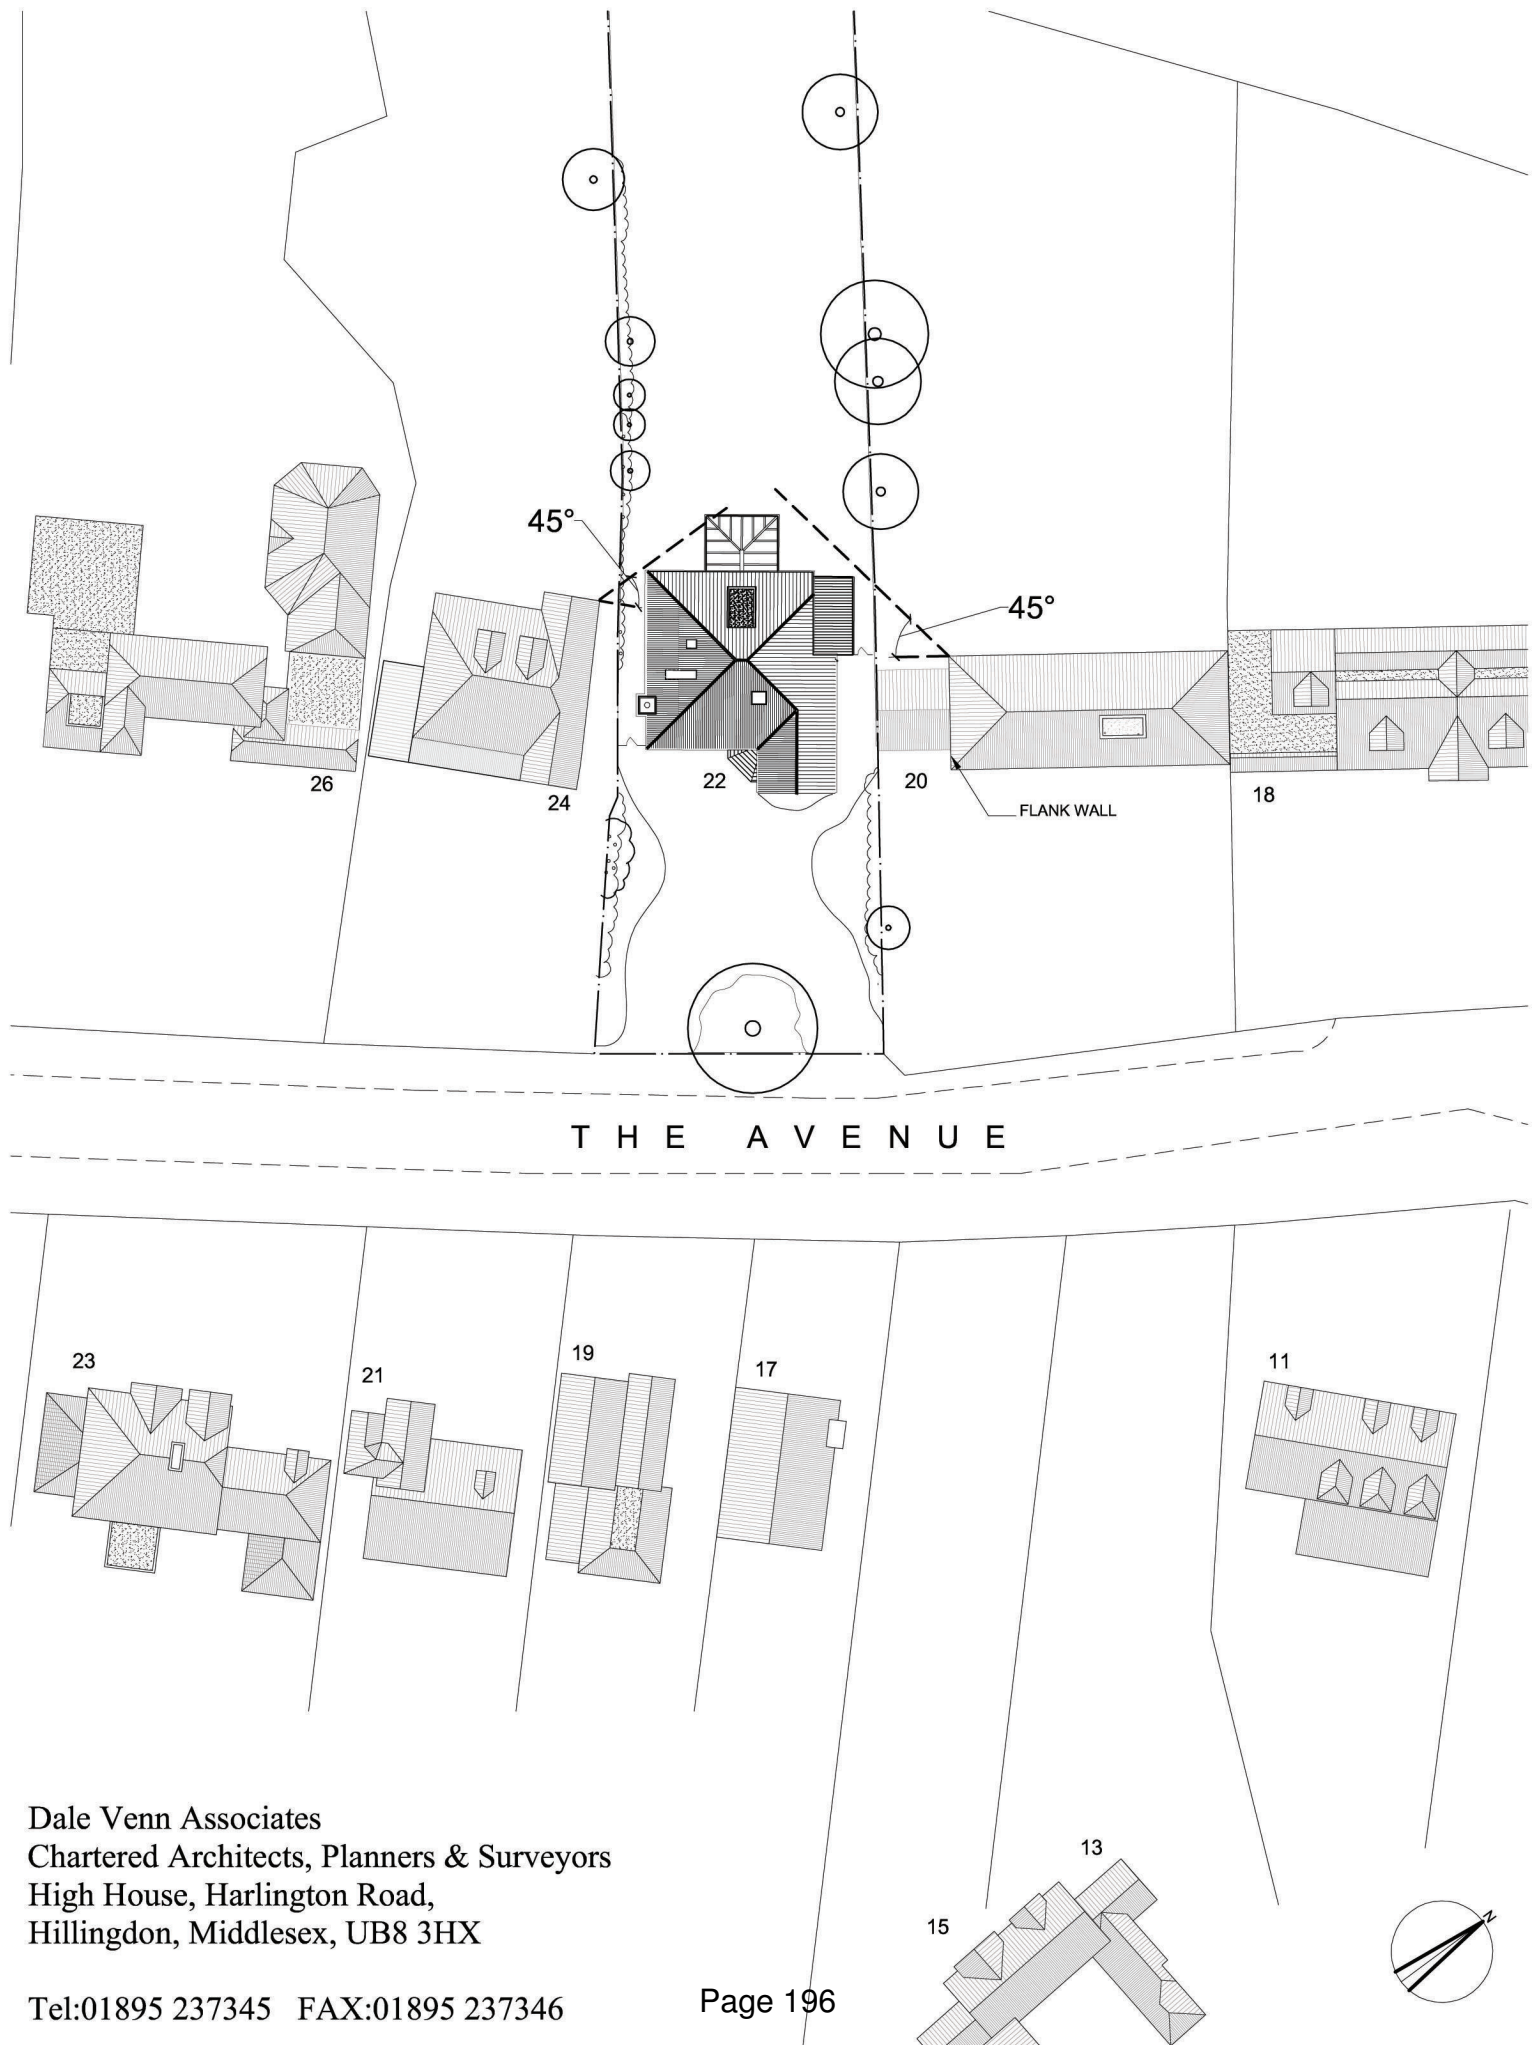 45°
45°
26
24
22
20
18
FLANK WALL
THE AVENUE
23
21
19
17
11
13
15
N
Dale Venn Associates
Chartered Architects, Planners & Surveyors
High House, Harlington Road,
Hillingdon, Middlesex, UB8 3HX
Tel:01895 237345 FAX:01895 237346
Page 196